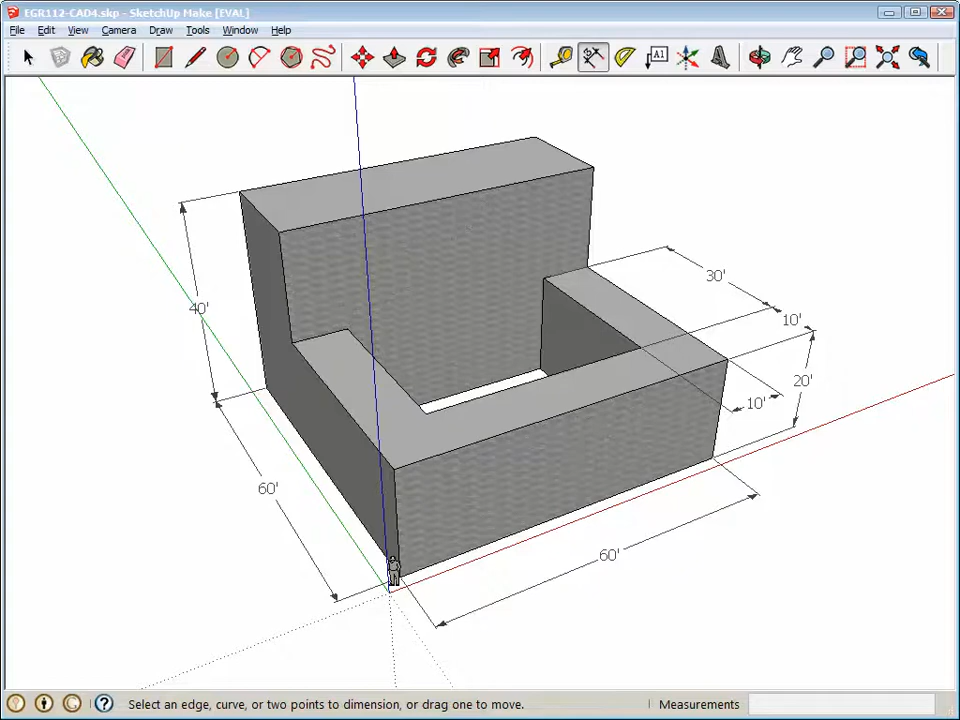 EGR112-CAD4.skp - SketchUp Make [EVAL]
File Edit View Camera Draw Tools Window Help
A1
30'
40'
10'
20'
10'
60'
60'
Select an edge, curve, or two points to dimension, or drag one to move. Measurements